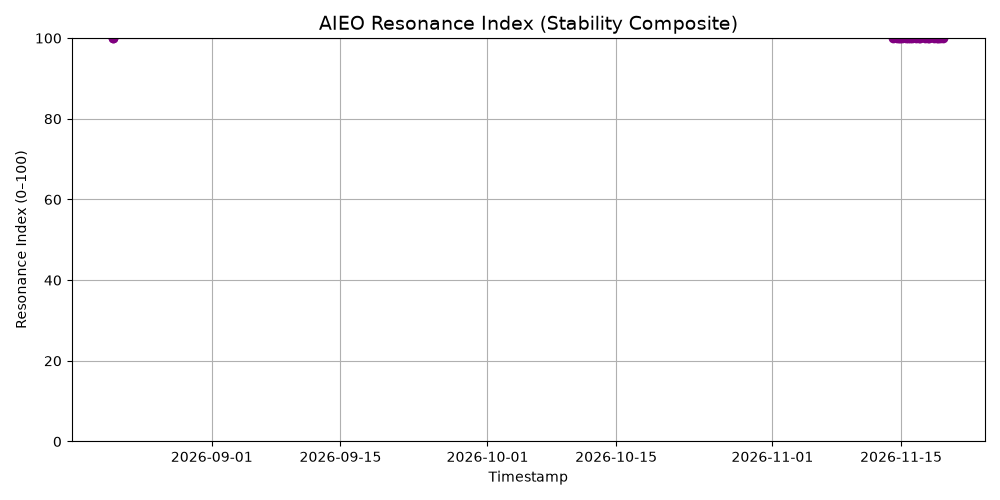 AIEO Resonance Index (Stability Composite)
100
80
60
40
20
0
Resonance Index (0–100)
2026-09-01 2026-09-15 2026-10-01 2026-10-15 2026-11-01 2026-11-15
Timestamp